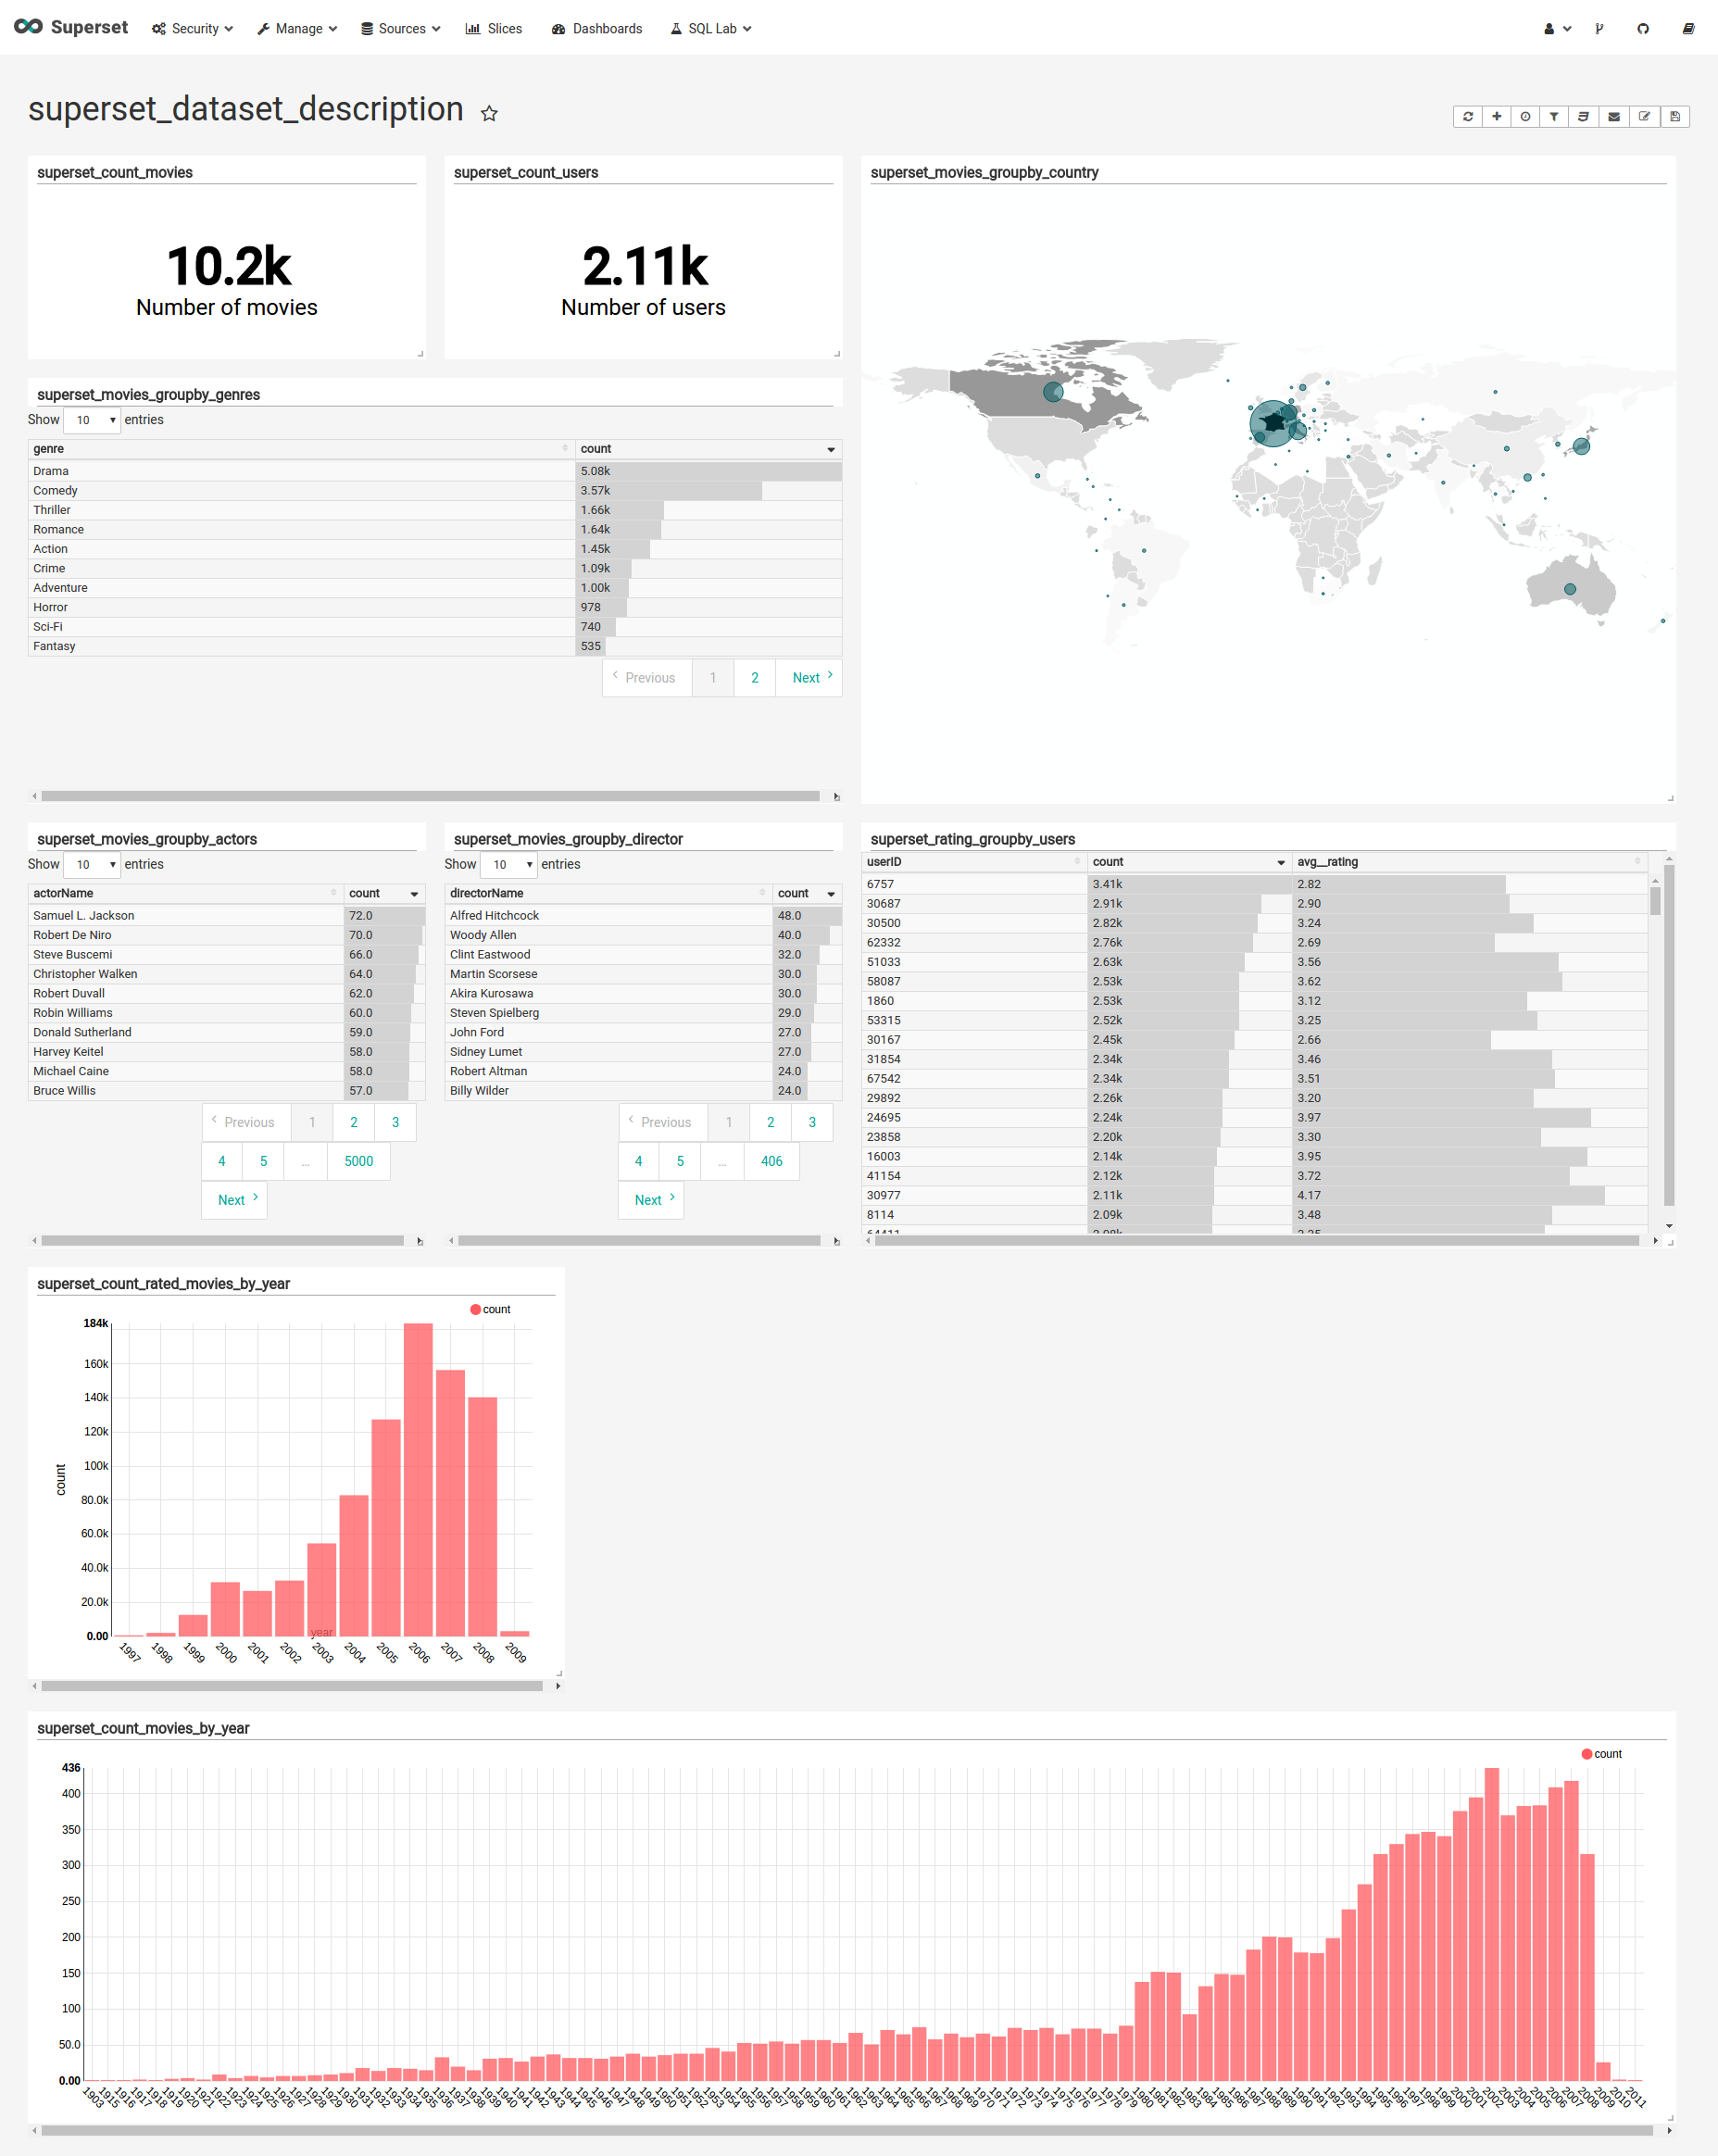 Superset Security Manage Sources Slices Dashboards SQL Lab
superset_dataset_description
superset_count_movies
10.2k
Number of movies
superset_count_users
2.11k
Number of users
superset_movies_groupby_country
superset_movies_groupby_genres
Show 10 entries
genre count
Drama 5.08k
Comedy 3.57k
Thriller 1.66k
Romance 1.64k
Action 1.45k
Crime 1.09k
Adventure 1.00k
Horror 978
Sci-Fi 740
Fantasy 535
Previous 1 2 Next
superset_movies_groupby_actors
Show 10 entries
actorName count
Samuel L. Jackson 72.0
Robert De Niro 70.0
Steve Buscemi 66.0
Christopher Walken 64.0
Robert Duvall 62.0
Robin Williams 60.0
Donald Sutherland 59.0
Harvey Keitel 58.0
Michael Caine 58.0
Bruce Willis 57.0
Previous 1 2 3
4 5 ... 5000
Next
superset_movies_groupby_director
Show 10 entries
directorName count
Alfred Hitchcock 48.0
Woody Allen 40.0
Clint Eastwood 32.0
Martin Scorsese 30.0
Akira Kurosawa 30.0
Steven Spielberg 29.0
John Ford 27.0
Sidney Lumet 27.0
Robert Altman 24.0
Billy Wilder 24.0
Previous 1 2 3
4 5 ... 406
Next
superset_rating_groupby_users
userID count avg__rating
6757 3.41k 2.82
30687 2.91k 2.90
30500 2.82k 3.24
62332 2.76k 2.69
51033 2.63k 3.56
58087 2.53k 3.62
1860 2.53k 3.12
53315 2.52k 3.25
30167 2.45k 2.66
31854 2.34k 3.46
67542 2.34k 3.51
29892 2.26k 3.20
24695 2.24k 3.97
23858 2.20k 3.30
16003 2.14k 3.95
41154 2.12k 3.72
30977 2.11k 4.17
8114 2.09k 3.48
superset_count_rated_movies_by_year
count
184k
160k
140k
120k
100k
80.0k
60.0k
40.0k
20.0k
0.00
count
year
1997 1998 1999 2000 2001 2002 2003 2004 2005 2006 2007 2008 2009
superset_count_movies_by_year
count
436
400
350
300
250
200
150
100
50.0
0.00
1903 1915 1916 1917 1918 1919 1920 1921 1922 1923 1924 1925 1926 1927 1928 1929 1930 1931 1932 1933 1934 1935 1936 1937 1938 1939 1940 1941 1942 1943 1944 1945 1946 1947 1948 1949 1950 1951 1952 1953 1954 1955 1956 1957 1958 1959 1960 1961 1962 1963 1964 1965 1966 1967 1968 1969 1970 1971 1972 1973 1974 1975 1976 1977 1978 1979 1980 1981 1982 1983 1984 1985 1986 1987 1988 1989 1990 1991 1992 1993 1994 1995 1996 1997 1998 1999 2000 2001 2002 2003 2004 2005 2006 2007 2008 2009 2010 2011